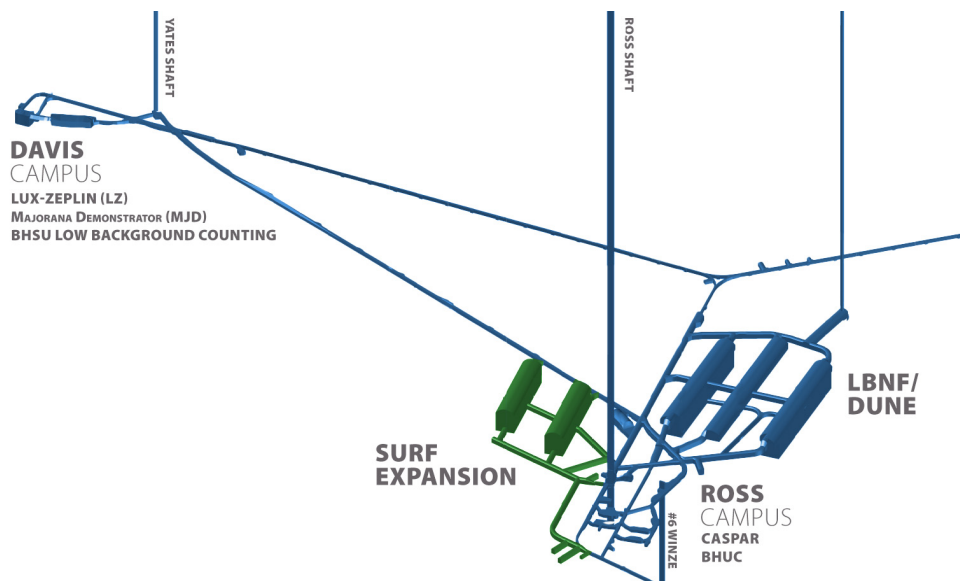 YATES SHAFT
ROSS SHAFT
DAVIS
CAMPUS
LUX-ZEPLIN (LZ)
MAJORANA DEMONSTRATOR (MJD)
BHSU LOW BACKGROUND COUNTING
LBNF/
DUNE
SURF
EXPANSION
ROSS
CAMPUS
CASPAR
BHUC
#6 WINZE